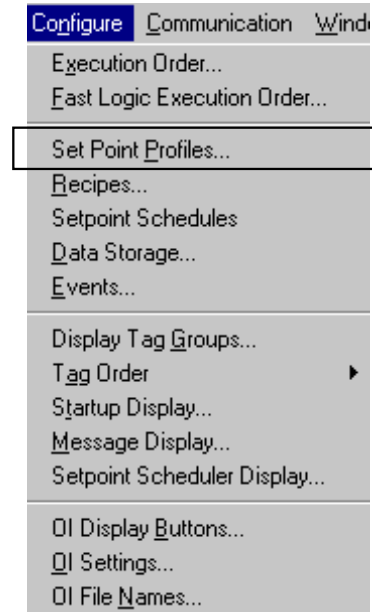 Configure Communication
Execution Order...
Fast Logic Execution Order...
Set Point Profiles...
Recipes...
Setpoint Schedules
Data Storage...
Events...
Display Tag Groups...
Tag Order
Startup Display...
Message Display...
Setpoint Scheduler Display...
OI Display Buttons...
OI Settings...
OI File Names...